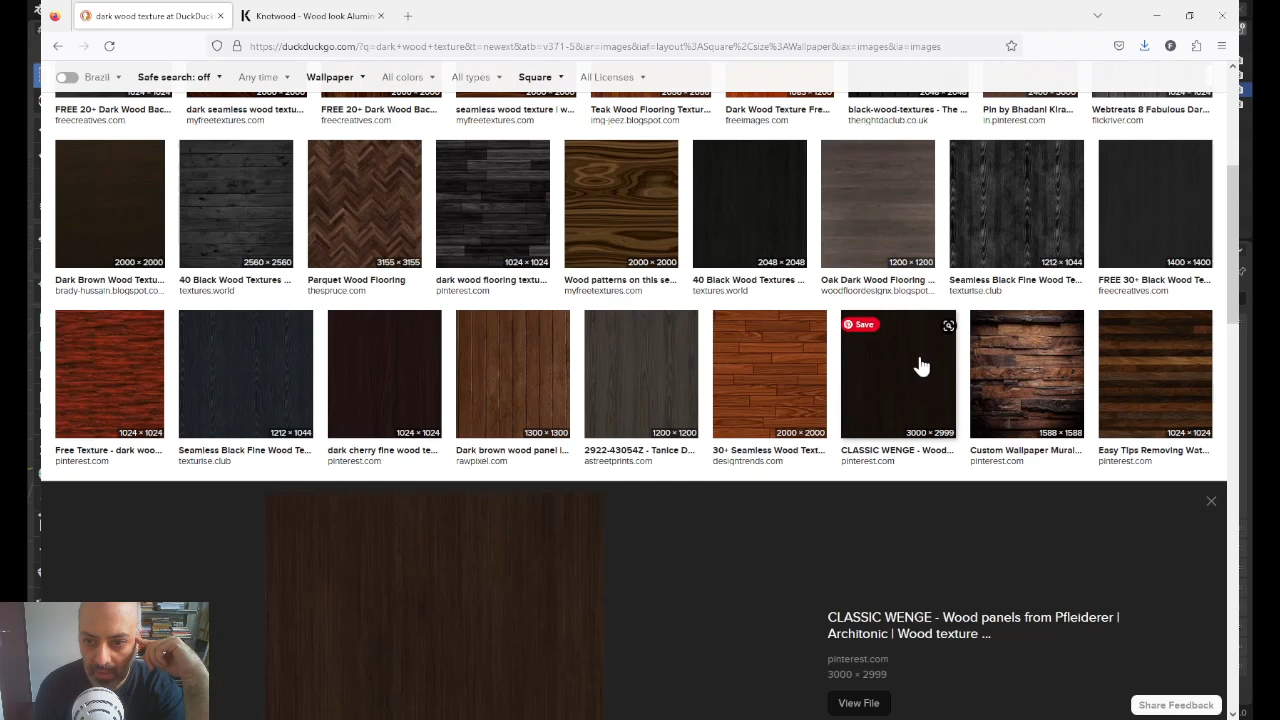 dark wood texture at DuckDuc
Knotwood - Wood look Alumin
https://duckduckgo.com/?q=dark+wood+texture&t=newext&atb=v371-5&iar=images&iaf=layout%3ASquare%2Csize%3AWallpaper&iax=images&ia=images
Brazil Safe search: off Any time Wallpaper All colors All types Square All Licenses
FREE 20+ Dark Wood Bac... dark seamless wood textu... FREE 20+ Dark Wood Bac... seamless wood texture | w... Teak Wood Flooring Textur... Dark Wood Texture Fre... black-wood-textures - The ... Pin by Bhadani Kira... Webtreats 8 Fabulous Dar...
freecreatives.com myfreetextures.com freecreatives.com myfreetextures.com img-jeez.blogspot.com freeimages.com therightdaclub.co.uk in.pinterest.com flickriver.com
2000 × 2000 2560 × 2560 3155 × 3155 1024 × 1024 2000 × 2000 2048 × 2048 1200 × 1200 1212 × 1044 1400 × 1400
Dark Brown Wood Textu... 40 Black Wood Textures ... Parquet Wood Flooring dark wood flooring textu... Wood patterns on this se... 40 Black Wood Textures ... Oak Dark Wood Flooring ... Seamless Black Fine Wood Te... FREE 30+ Black Wood Te...
brady-hussain.blogspot.co... textures.world thespruce.com pinterest.com myfreetextures.com textures.world woodfloordesignx.blogspot... texturise.club freecreatives.com
Save
1024 × 1024 1212 × 1044 1024 × 1024 1300 × 1300 1200 × 1200 2000 × 2000 3000 × 2999 1588 × 1588 1024 × 1024
Free Texture - dark woo... Seamless Black Fine Wood Te... dark cherry fine wood te... Dark brown wood panel i... 2922-43054Z - Tanice D... 30+ Seamless Wood Text... CLASSIC WENGE - Wood... Custom Wallpaper Mural... Easy Tips Removing Wat...
pinterest.com texturise.club pinterest.com rawpixel.com astreetprints.com designtrends.com pinterest.com pinterest.com pinterest.com
CLASSIC WENGE - Wood panels from Pfleiderer |
Architonic | Wood texture ...
pinterest.com
3000 × 2999
View File
Share Feedback